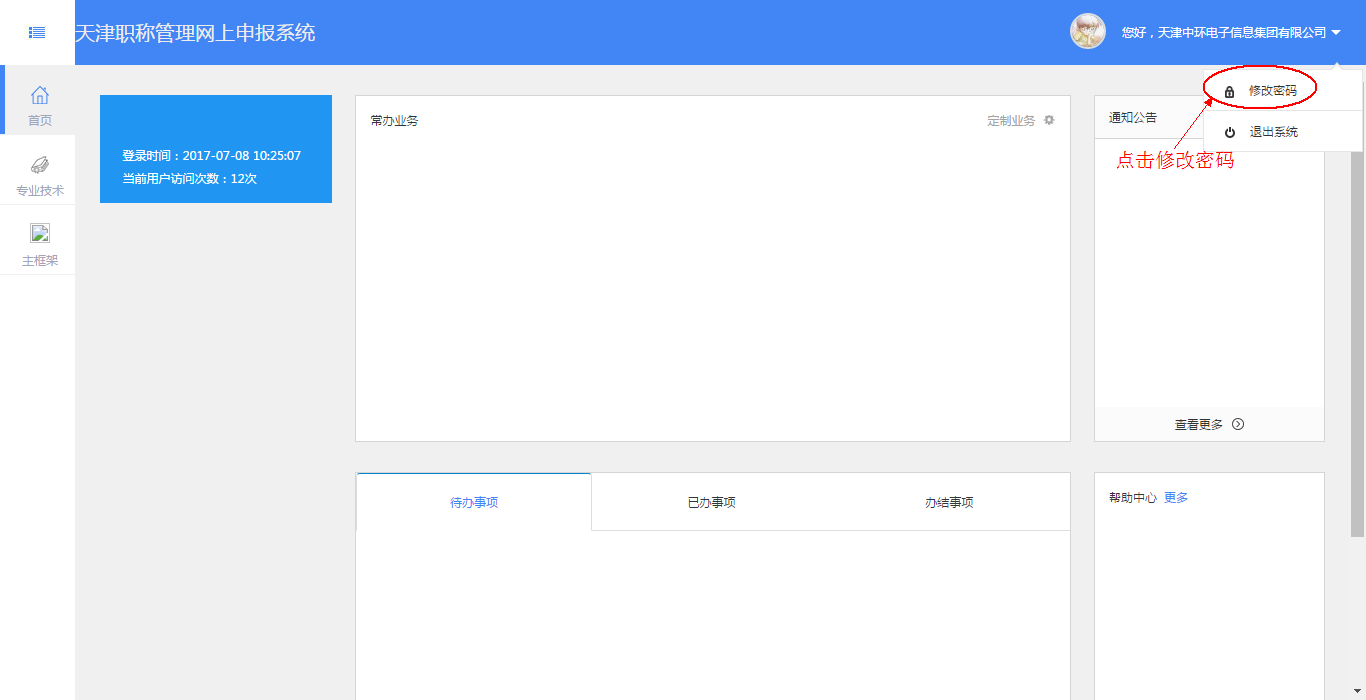 天津职称管理网上申报系统
您好，天津中环电子信息集团有限公司
修改密码
退出系统
点击修改密码
首页
专业技术
主框架
登录时间：2017-07-08 10:25:07
当前用户访问次数：12次
常办业务
定制业务
通知公告
查看更多
待办事项
已办事项
办结事项
帮助中心 更多